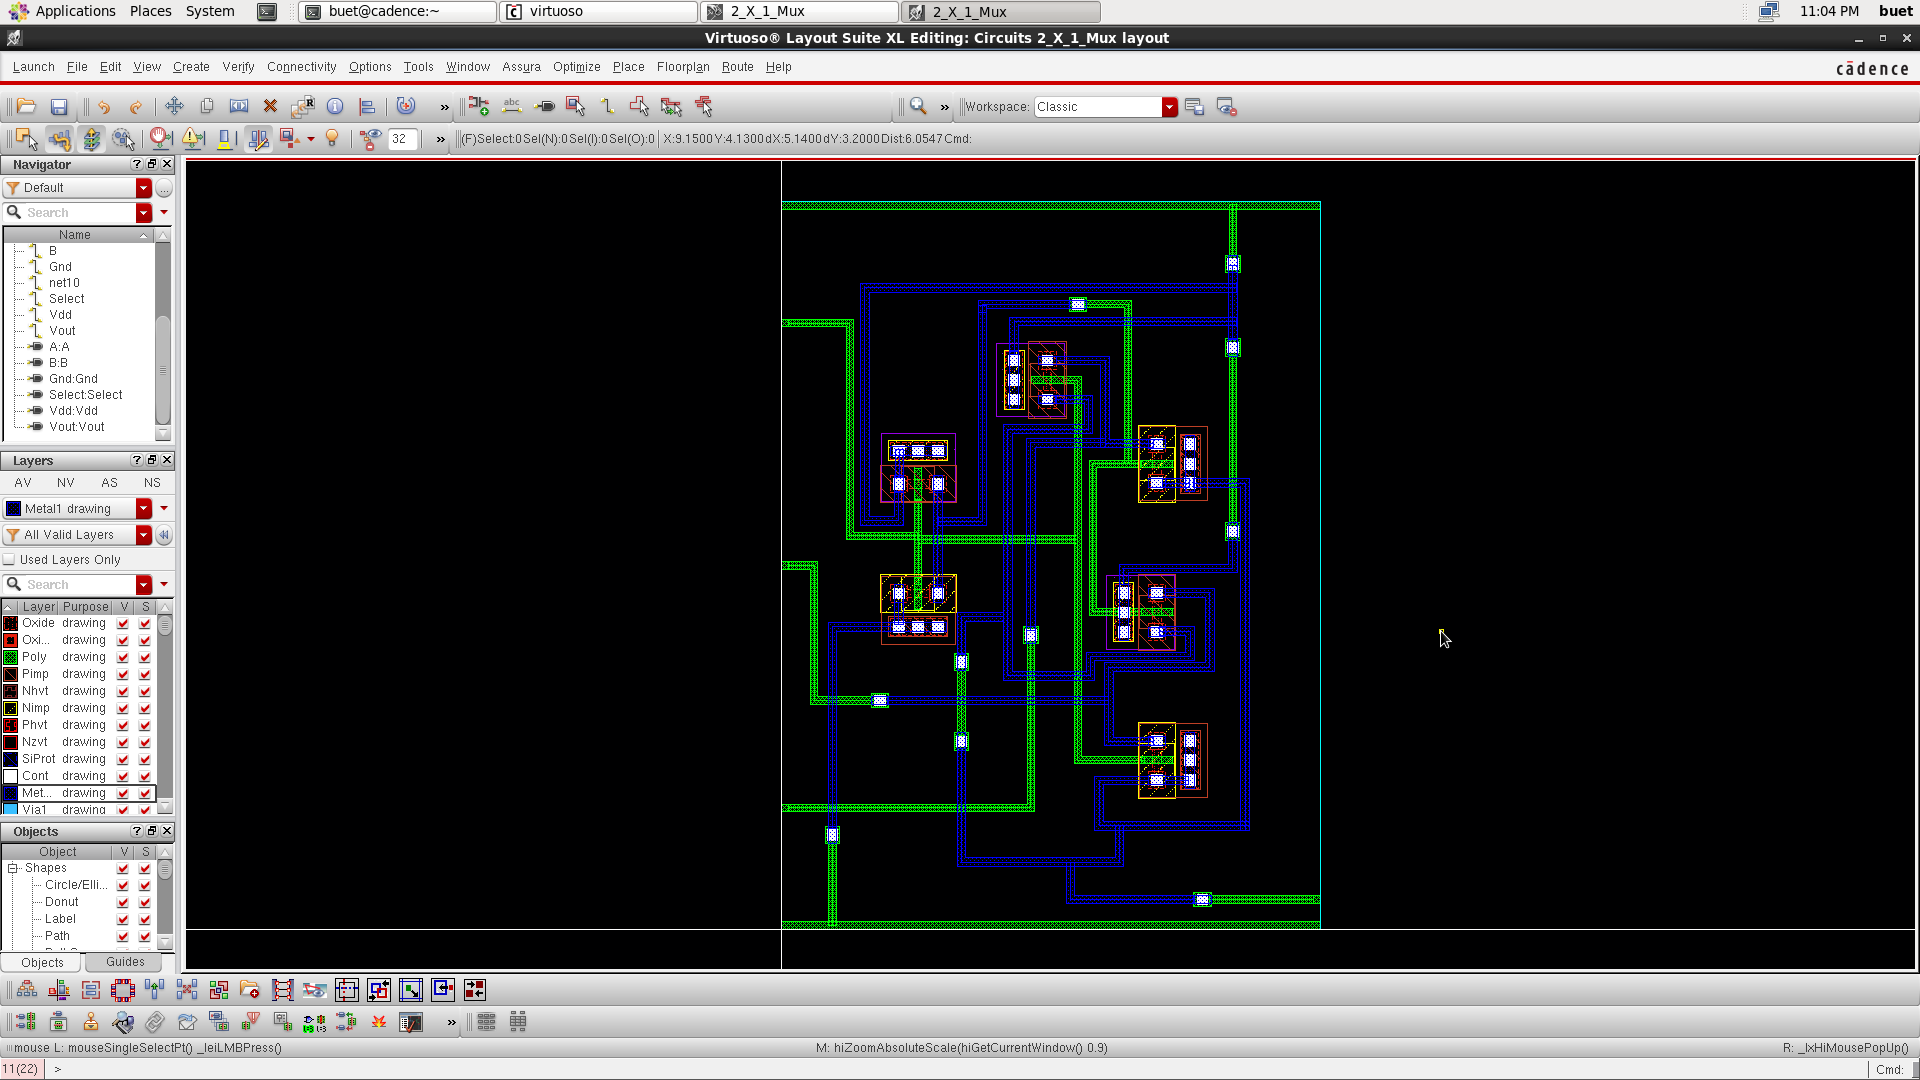 Applications Places System buet@cadence:~ virtuoso 2_X_1_Mux 2_X_1_Mux 11:04 PM buet
Virtuoso® Layout Suite XL Editing: Circuits 2_X_1_Mux layout
Launch File Edit View Create Verify Connectivity Options Tools Window Assura Optimize Place Floorplan Route Help cādence
abc » » Workspace: Classic
32 » (F)Select:0 Sel(N):0 Sel(I):0 Sel(O):0 X:9.1500 Y:4.1300 dX:5.1400 dY:3.2000 Dist:6.0547 Cmd:
Navigator
Default
Search
Name
B
Gnd
net10
Select
Vdd
Vout
A:A
B:B
Gnd:Gnd
Select:Select
Vdd:Vdd
Vout:Vout
Layers
AV NV AS NS
Metal1 drawing
All Valid Layers
Used Layers Only
Search
Layer Purpose V S
Oxide drawing
Oxi... drawing
Poly drawing
Pimp drawing
Nhvt drawing
Nimp drawing
Phvt drawing
Nzvt drawing
SiProt drawing
Cont drawing
Met... drawing
Via1 drawing
Objects
Object V S
Shapes
Circle/Elli...
Donut
Label
Path
Objects Guides
mouse L: mouseSingleSelectPt() _leiLMBPress() M: hiZoomAbsoluteScale(hiGetCurrentWindow() 0.9) R: _lxHiMousePopUp()
11(22) > Cmd: